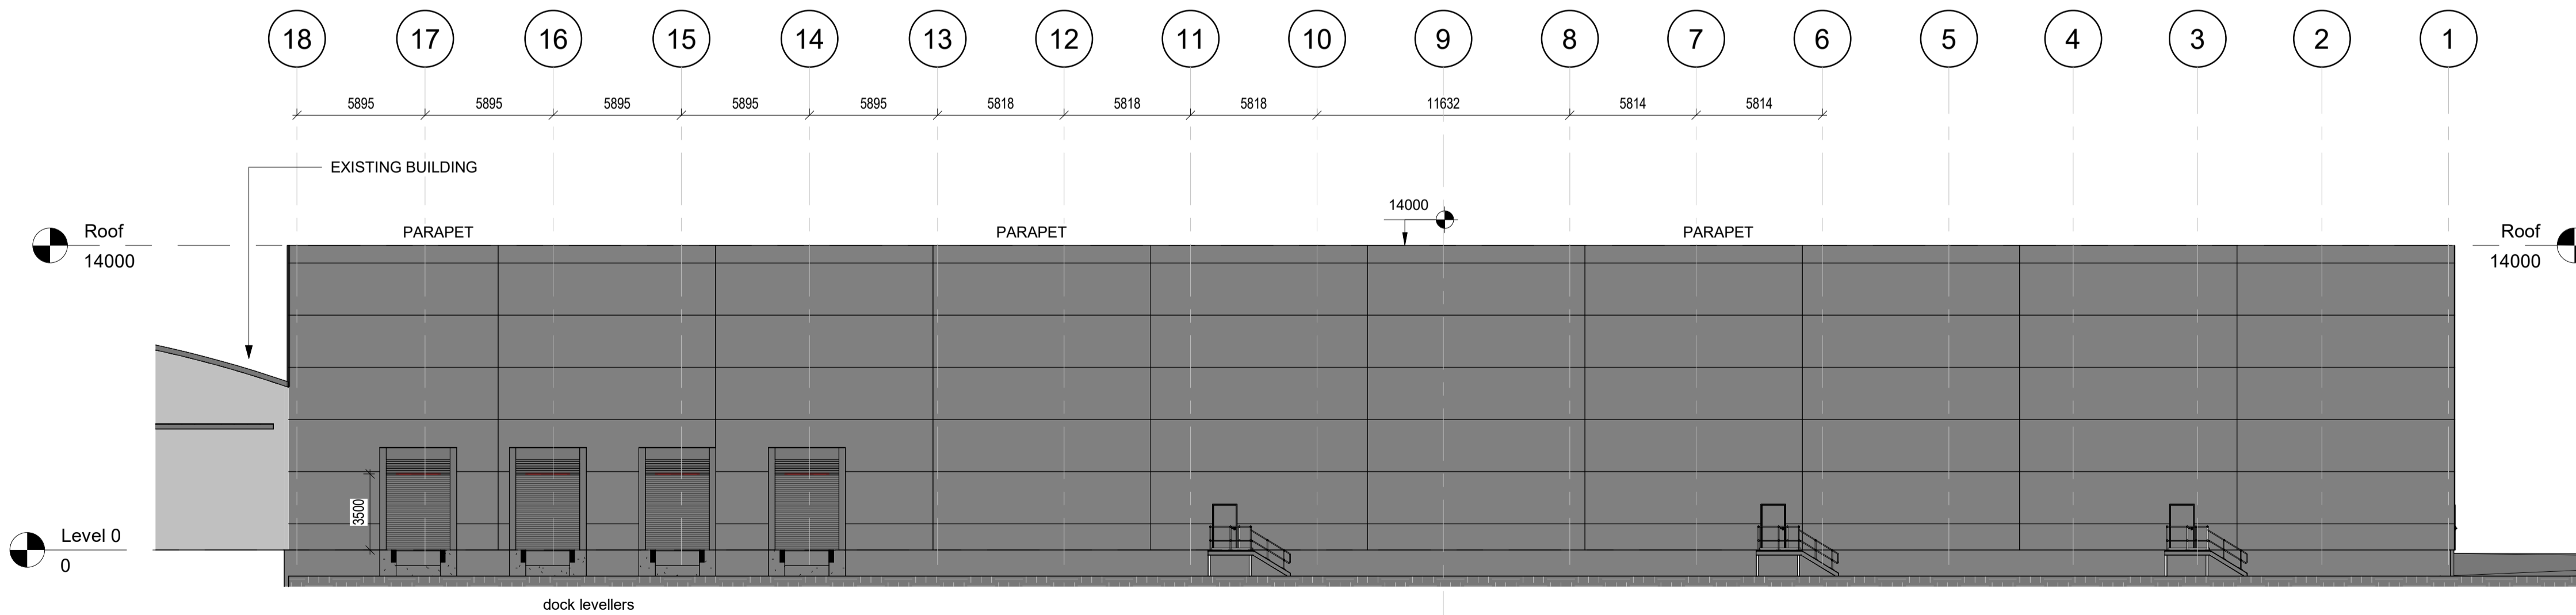 18 17 16 15 14 13 12 11 10 9 8 7 6 5 4 3 2 1
5895 5895 5895 5895 5895 5818 5818 5818 11632 5814 5814
EXISTING BUILDING
14000
Roof PARAPET PARAPET PARAPET Roof
14000 14000
3500
Level 0
0
dock levellers